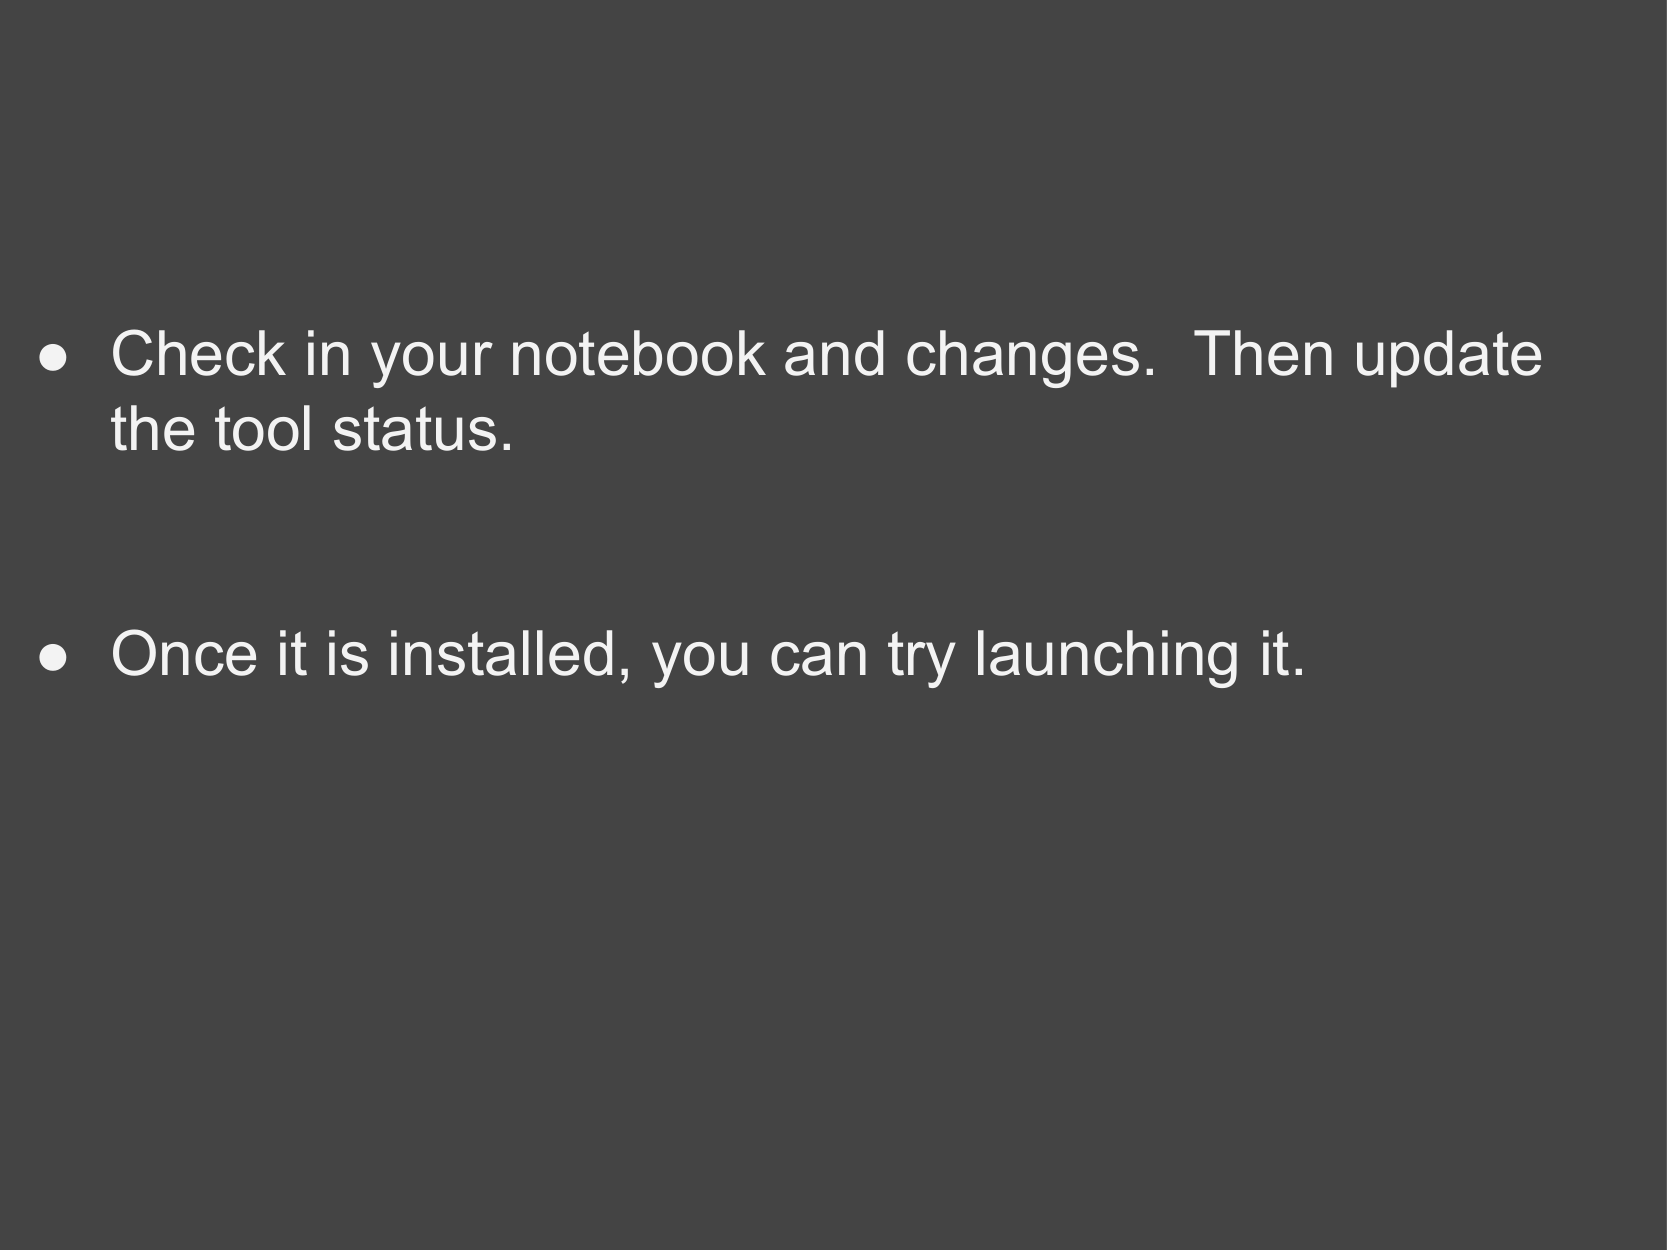 ● Check in your notebook and changes.  Then update
the tool status.
● Once it is installed, you can try launching it.